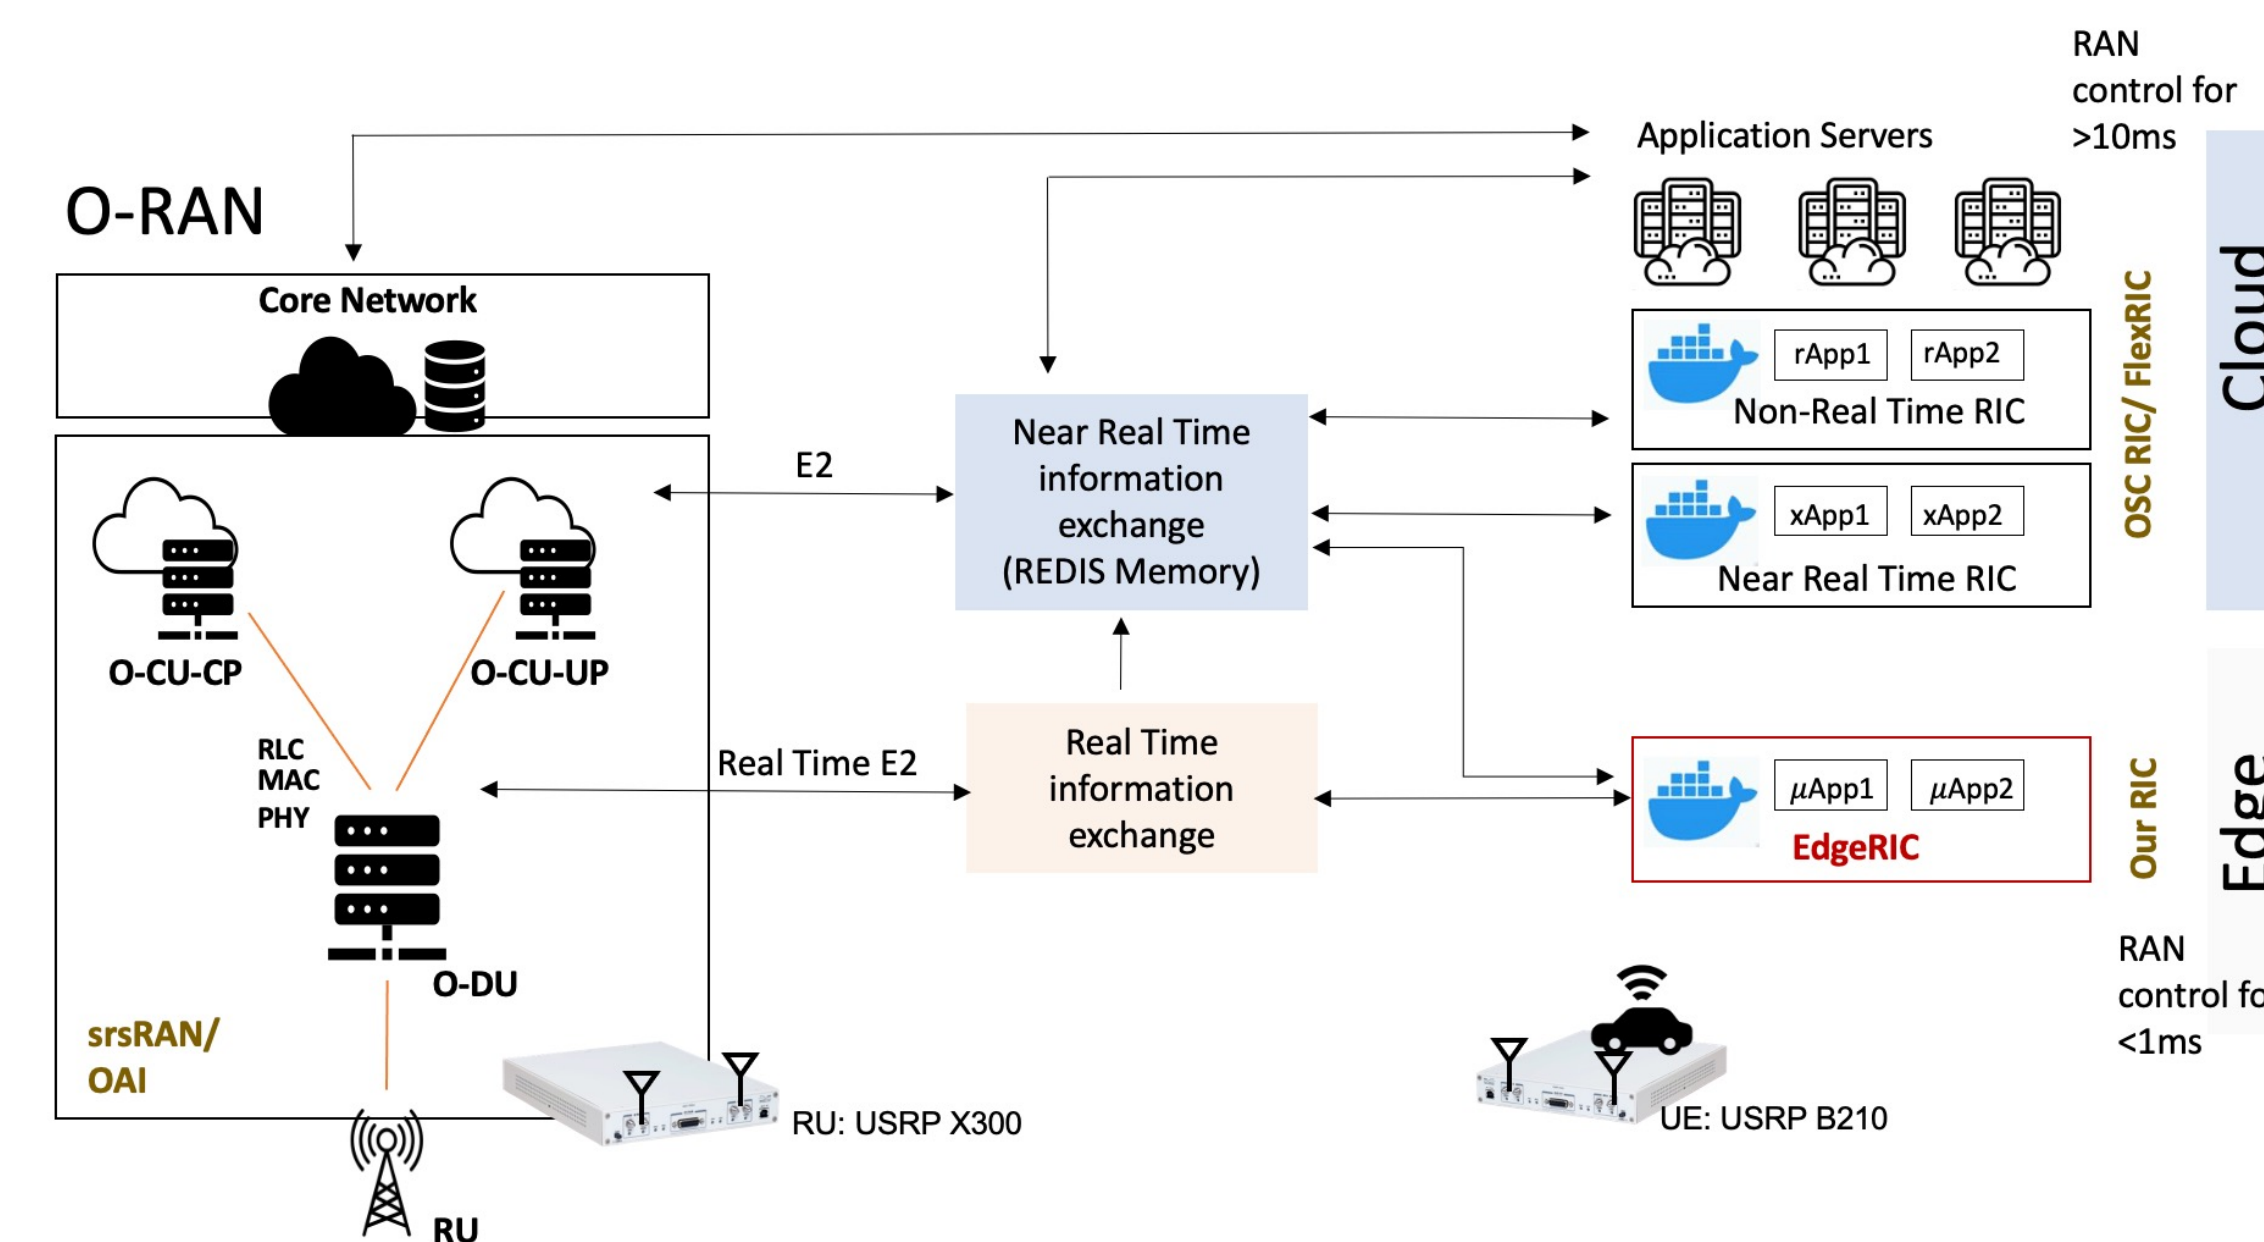 RAN
control for
>10ms
Application Servers
O-RAN
Core Network
rApp1
rApp2
Non-Real Time RIC
OSC RIC/ FlexRIC
Cloud
E2
Near Real Time
information
exchange
(REDIS Memory)
xApp1
xApp2
Near Real Time RIC
O-CU-CP
O-CU-UP
RLC
MAC
PHY
Real Time E2
Real Time
information
exchange
μApp1
μApp2
EdgeRIC
Our RIC
Edge
O-DU
RAN
control fo
<1ms
srsRAN/
OAI
RU: USRP X300
UE: USRP B210
RU